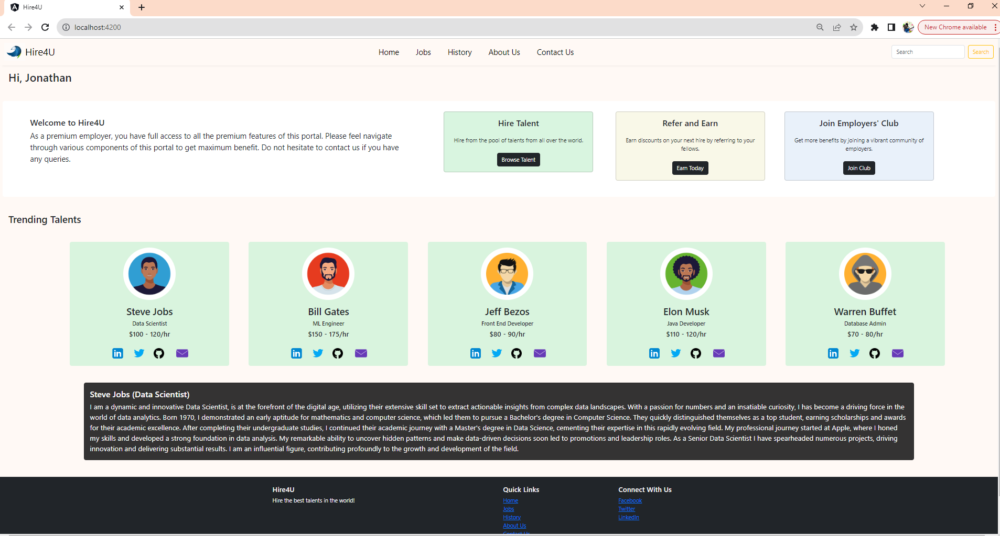 Hire4U
localhost:4200
New Chrome available
Hire4U
Home Jobs History About Us Contact Us
Search Search
Hi, Jonathan
Welcome to Hire4U
As a premium employer, you have full access to all the premium features of this portal. Please feel navigate
through various components of this portal to get maximum benefit. Do not hesitate to contact us if you have
any queries.
Hire Talent
Hire from the pool of talents from all over the world.
Browse Talent
Refer and Earn
Earn discounts on your next hire by referring to your
fellows.
Earn Today
Join Employers' Club
Get more benefits by joining a vibrant community of
employers.
Join Club
Trending Talents
Steve Jobs
Data Scientist
$100 - 120/hr
Bill Gates
ML Engineer
$150 - 175/hr
Jeff Bezos
Front End Developer
$80 - 90/hr
Elon Musk
Java Developer
$110 - 120/hr
Warren Buffet
Database Admin
$70 - 80/hr
Steve Jobs (Data Scientist)
I am a dynamic and innovative Data Scientist, is at the forefront of the digital age, utilizing their extensive skill set to extract actionable insights from complex data landscapes. With a passion for numbers and an insatiable curiosity, I has become a driving force in the
world of data analytics. Born 1970, I demonstrated an early aptitude for mathematics and computer science, which led them to pursue a Bachelor's degree in Computer Science. They quickly distinguished themselves as a top student, earning scholarships and awards
for their academic excellence. After completing their undergraduate studies, I continued their academic journey with a Master's degree in Data Science, cementing their expertise in this rapidly evolving field. My professional journey started at Apple, where I honed
my skills and developed a strong foundation in data analysis. My remarkable ability to uncover hidden patterns and make data-driven decisions soon led to promotions and leadership roles. As a Senior Data Scientist I have spearheaded numerous projects, driving
innovation and delivering substantial results. I am an influential figure, contributing profoundly to the growth and development of the field.
Hire4U
Hire the best talents in the world!
Quick Links
Home
Jobs
History
About Us
Contact Us
Connect With Us
Facebook
Twitter
LinkedIn